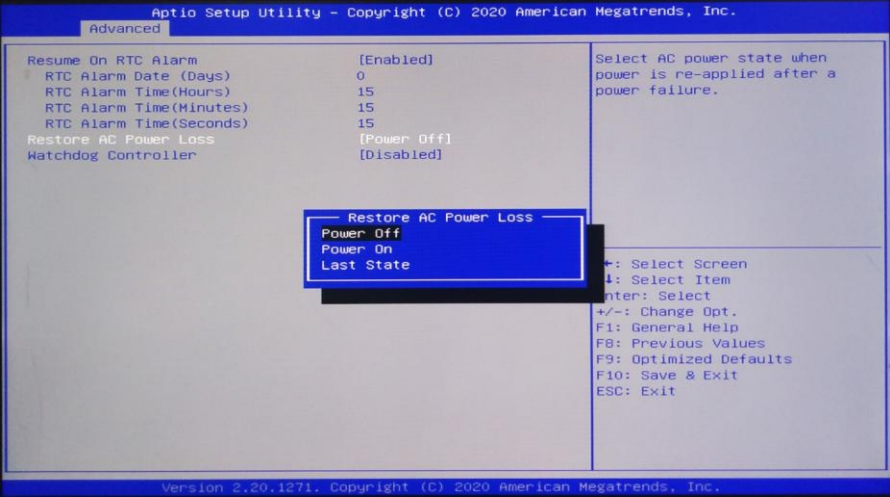 Aptio Setup Utility – Copyright (C) 2020 American Megatrends, Inc.
Advanced
Resume On RTC Alarm [Enabled]
RTC Alarm Date (Days) 0
RTC Alarm Time(Hours) 15
RTC Alarm Time(Minutes) 15
RTC Alarm Time(Seconds) 15
Restore AC Power Loss [Power Off]
Watchdog Controller [Disabled]
Select AC power state when
power is re-applied after a
power failure.
Restore AC Power Loss
Power Off
Power On
Last State
←: Select Screen
↓: Select Item
nter: Select
+/-: Change Opt.
F1: General Help
F8: Previous Values
F9: Optimized Defaults
F10: Save & Exit
ESC: Exit
Version 2.20.1271. Copyright (C) 2020 American Megatrends, Inc.